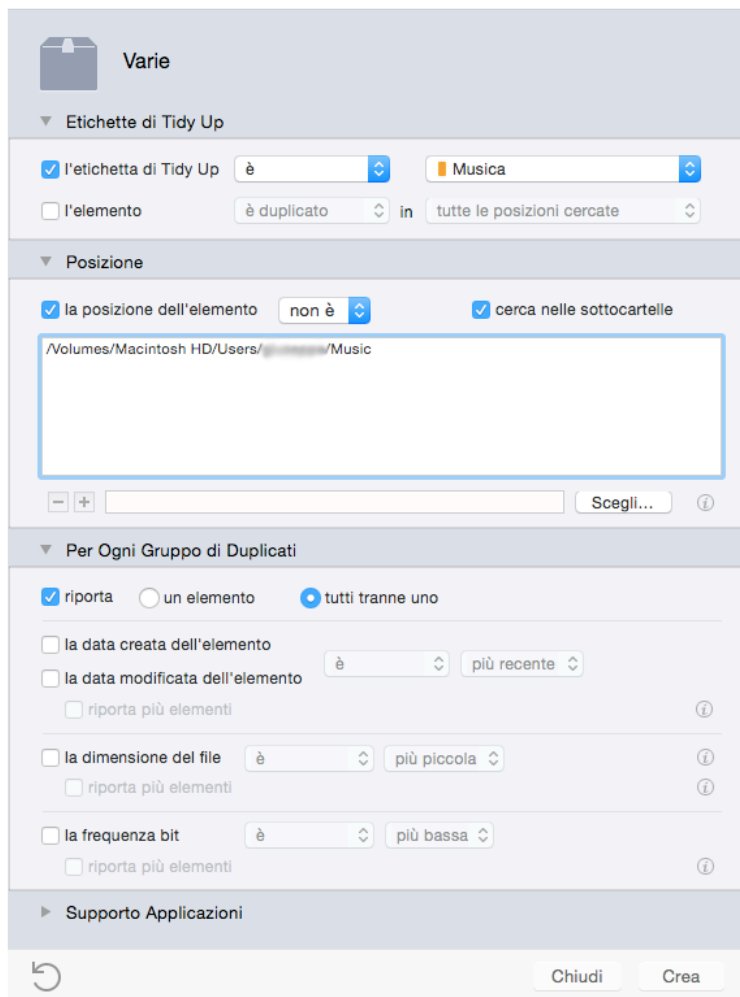 Varie
Etichette di Tidy Up
l'etichetta di Tidy Up è Musica
l'elemento è duplicato in tutte le posizioni cercate
Posizione
la posizione dell'elemento non è cerca nelle sottocartelle
/Volumes/Macintosh HD/Users/ /Music
Scegli...
Per Ogni Gruppo di Duplicati
riporta un elemento tutti tranne uno
la data creata dell'elemento
è più recente
la data modificata dell'elemento
riporta più elementi
la dimensione del file è più piccola
riporta più elementi
la frequenza bit è più bassa
riporta più elementi
Supporto Applicazioni
Chiudi Crea